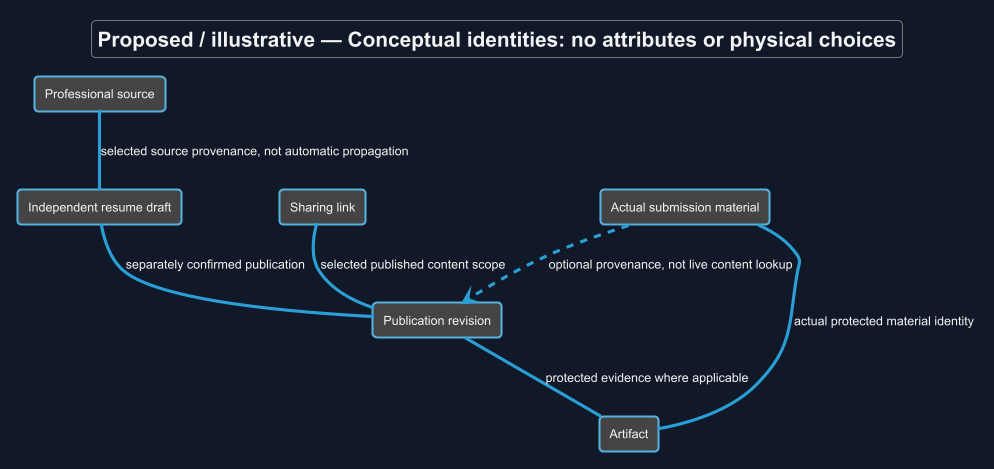 Proposed / illustrative — Conceptual identities: no attributes or physical choices
Professional source
selected source provenance, not automatic propagation
Independent resume draft
Sharing link
Actual submission material
separately confirmed publication
selected published content scope
optional provenance, not live content lookup
Publication revision
actual protected material identity
protected evidence where applicable
Artifact